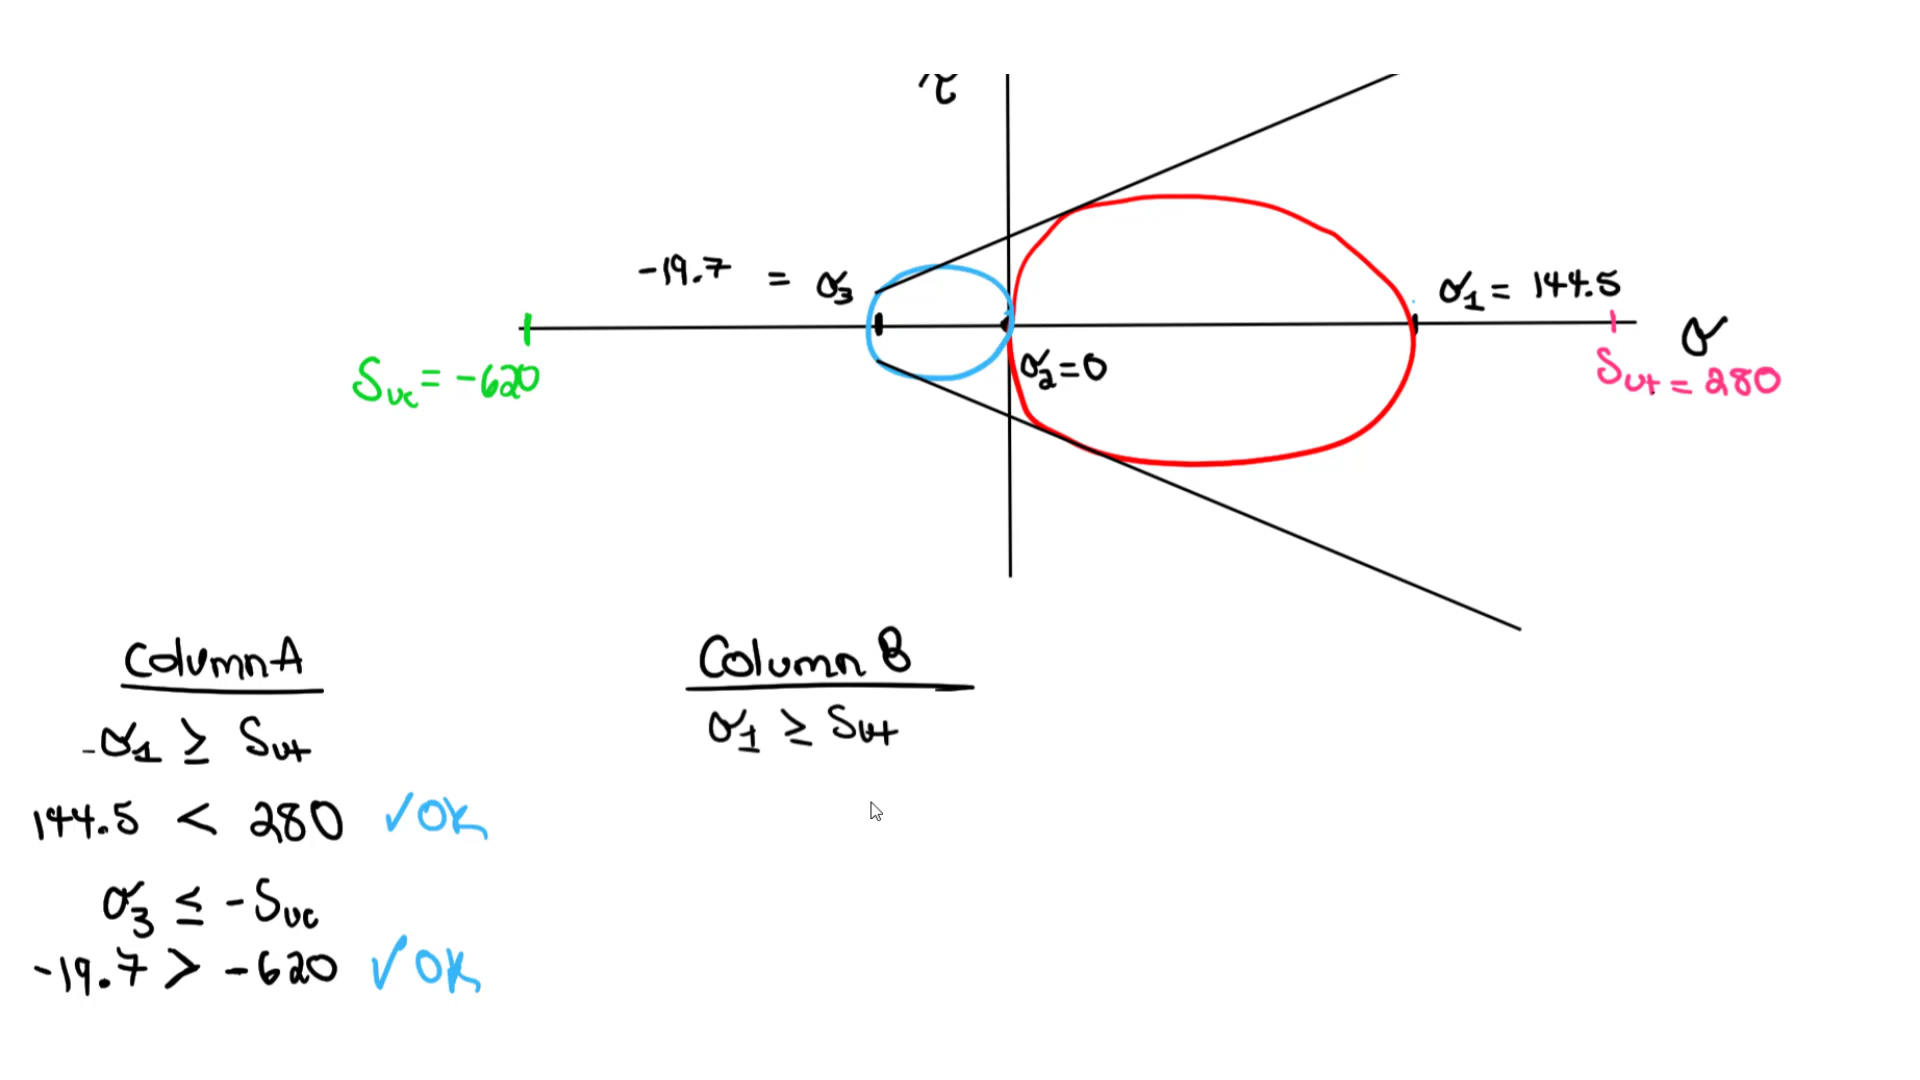 τ
-19.7 = σ3
σ1 = 144.5
σ
Suc = -620
σ2=0
Sut = 280
Column A
Column B
-σ1 ≥ Sut
σ1 ≥ Sut
144.5 < 280 ✓OK
σ3 ≤ -Suc
-19.7 > -620 ✓OK